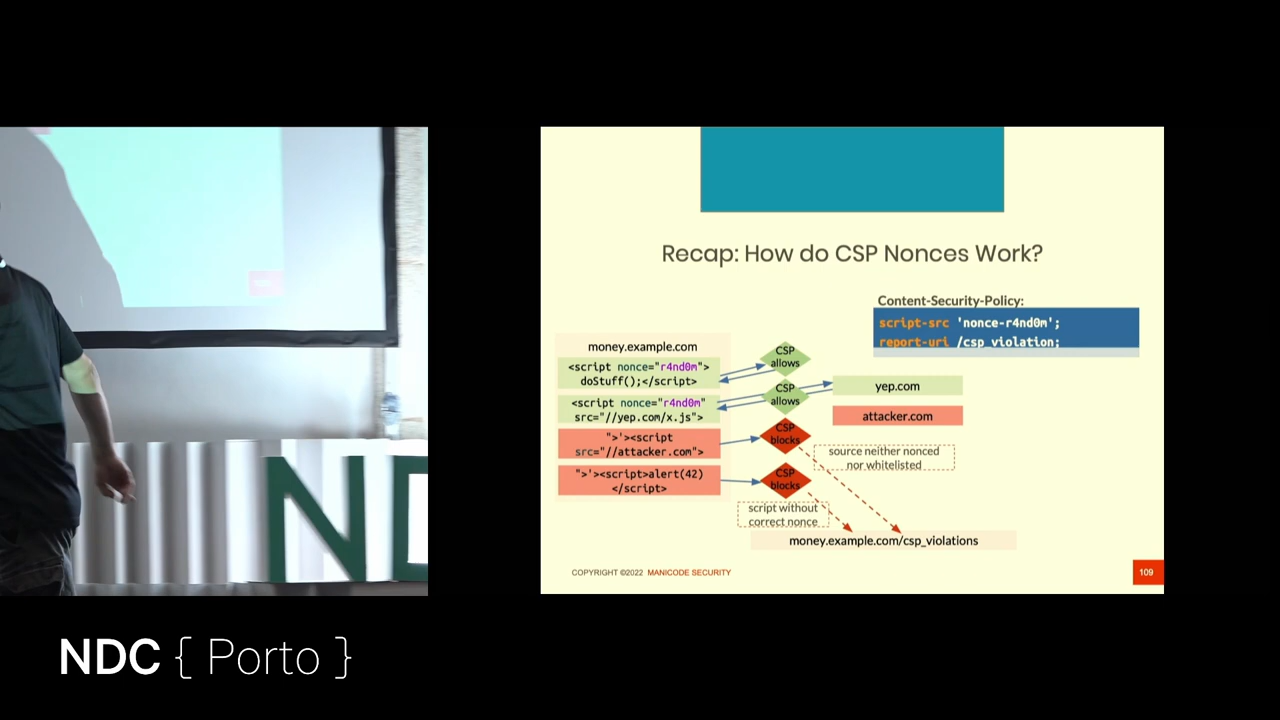 Recap: How do CSP Nonces Work?
Content-Security-Policy:
script-src 'nonce-r4nd0m';
report-uri /csp_violation;
money.example.com
<script nonce="r4nd0m">
doStuff();</script>
CSP
allows
<script nonce="r4nd0m"
src="//yep.com/x.js">
CSP
allows
yep.com
attacker.com
">'><script
src="//attacker.com">
CSP
blocks
source neither nonced
nor whitelisted
">'><script>alert(42)
</script>
CSP
blocks
script without
correct nonce
money.example.com/csp_violations
COPYRIGHT ©2022 MANICODE SECURITY
109
ND
NDC { Porto }